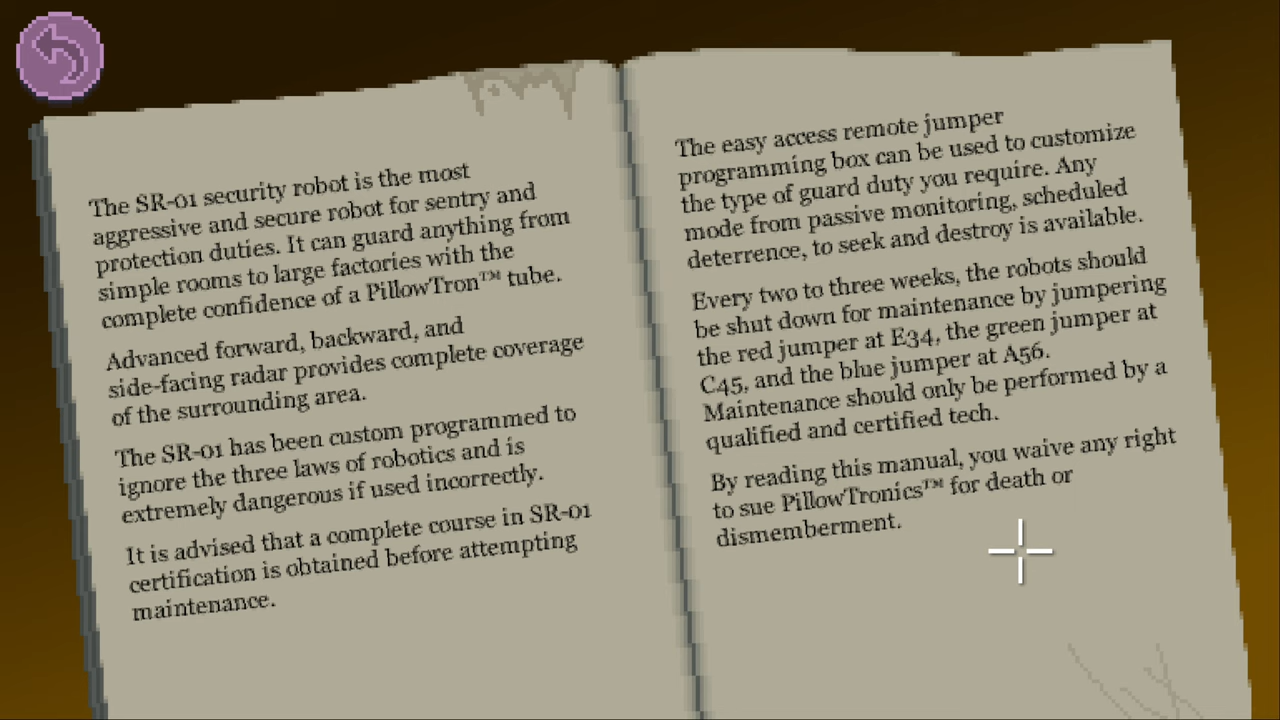 The SR-01 security robot is the most
aggressive and secure robot for sentry and
protection duties. It can guard anything from
simple rooms to large factories with the
complete confidence of a PillowTron™ tube.
Advanced forward, backward, and
side-facing radar provides complete coverage
of the surrounding area.
The SR-01 has been custom programmed to
ignore the three laws of robotics and is
extremely dangerous if used incorrectly.
It is advised that a complete course in SR-01
certification is obtained before attempting
maintenance.
The easy access remote jumper
programming box can be used to customize
the type of guard duty you require. Any
mode from passive monitoring, scheduled
deterrence, to seek and destroy is available.
Every two to three weeks, the robots should
be shut down for maintenance by jumpering
the red jumper at E34, the green jumper at
C45, and the blue jumper at A56.
Maintenance should only be performed by a
qualified and certified tech.
By reading this manual, you waive any right
to sue PillowTronics™ for death or
dismemberment.